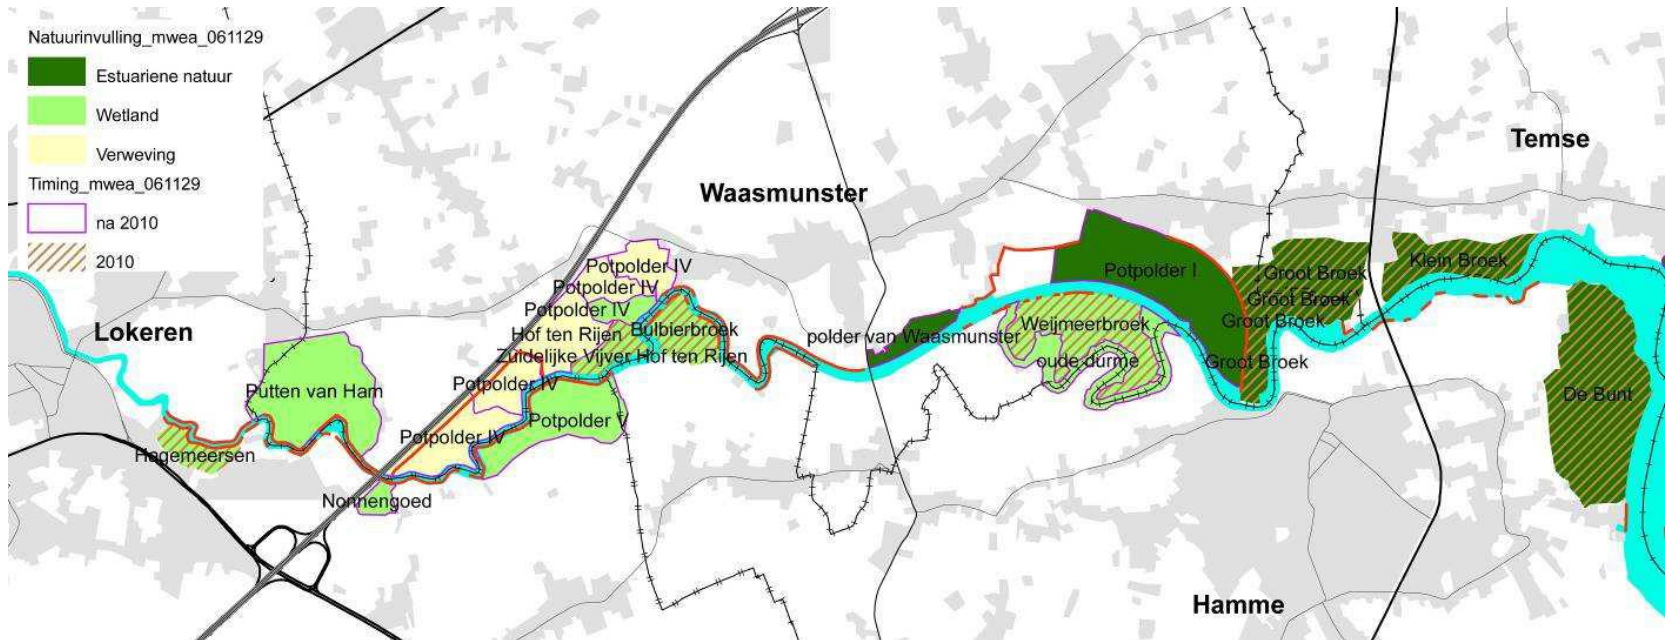 Natuurinvulling_mwea_061129
Estuariene natuur
Wetland
Verweving
Timing_mwea_061129
na 2010
2010
Temse
Waasmunster
Lokeren
Hamme
Potpolder IV
Potpolder IV
Potpolder IV
Hof ten Rijen
Bulbierbroek
Zuidelijke Vijver Hof ten Rijen
Potpolder IV
Putten van Ham
Potpolder V
Potpolder IV
Hagemeersen
Nonnengoed
polder van Waasmunster
Weijmeerbroek
oude durme
Potpolder I
Groot Broek
Groot Broek
Groot Broek
Groot Broek
Klein Broek
De Bunt